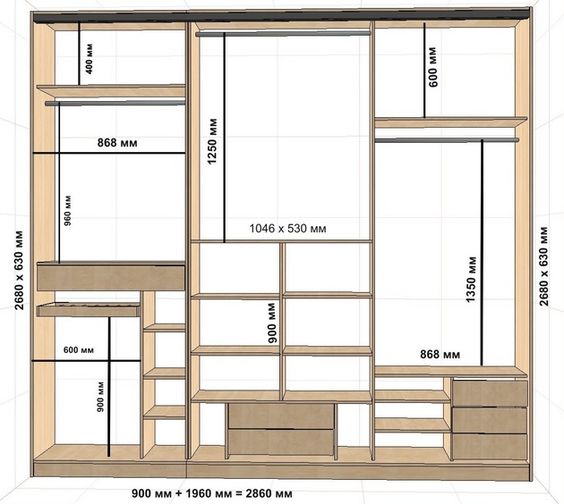 400 мм
600 мм
868 мм
1250 мм
960 мм
1046 х 530 мм
2680 х 630 мм
2680 х 630 мм
1350 мм
900 мм
600 мм
868 мм
900 мм
900 мм + 1960 мм = 2860 мм